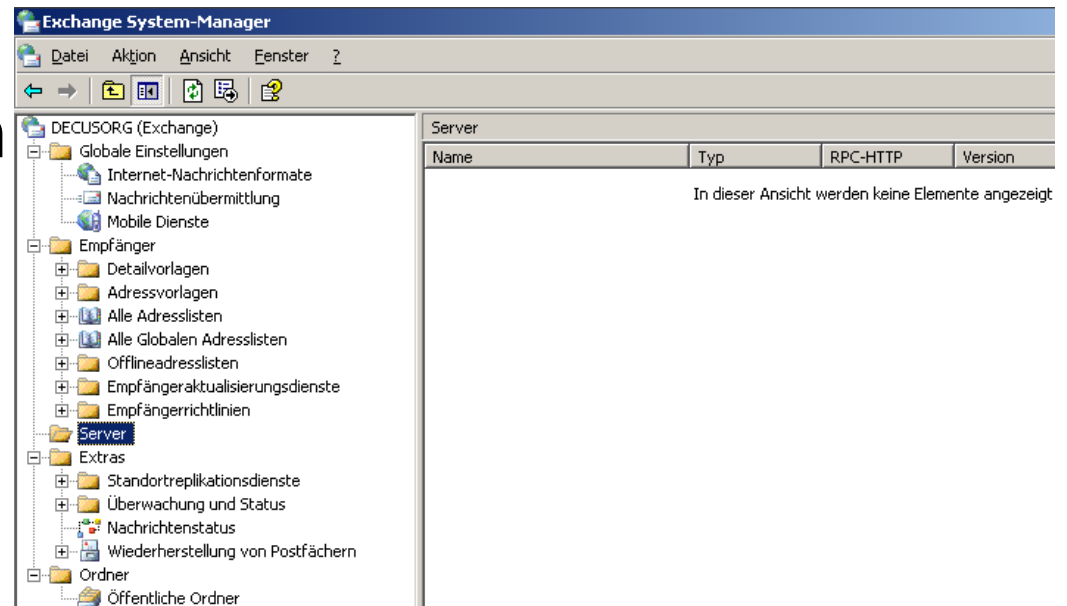 Exchange System-Manager
Datei Aktion Ansicht Fenster ?
DECUSORG (Exchange)
Globale Einstellungen
Internet-Nachrichtenformate
Nachrichtenübermittlung
Mobile Dienste
Empfänger
Detailvorlagen
Adressvorlagen
Alle Adresslisten
Alle Globalen Adresslisten
Offlineadresslisten
Empfängeraktualisierungsdienste
Empfängerrichtlinien
Server
Extras
Standortreplikationsdienste
Überwachung und Status
Nachrichtenstatus
Wiederherstellung von Postfächern
Ordner
Öffentliche Ordner
Server
Name Typ RPC-HTTP Version
In dieser Ansicht werden keine Elemente angezeigt